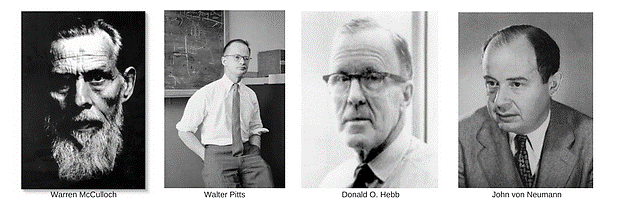 Warren McCulloch
Walter Pitts
Donald O. Hebb
John von Neumann